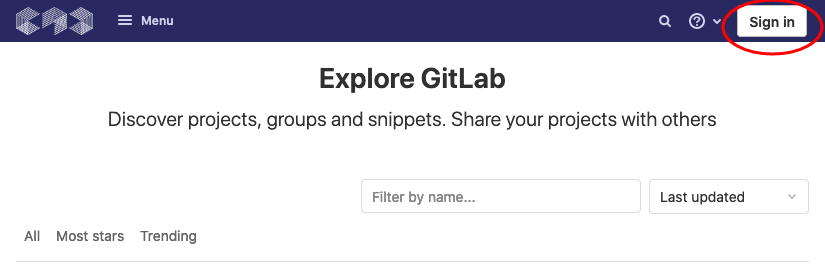 Menu
Sign in
Explore GitLab
Discover projects, groups and snippets. Share your projects with others
Filter by name...
Last updated
All Most stars Trending